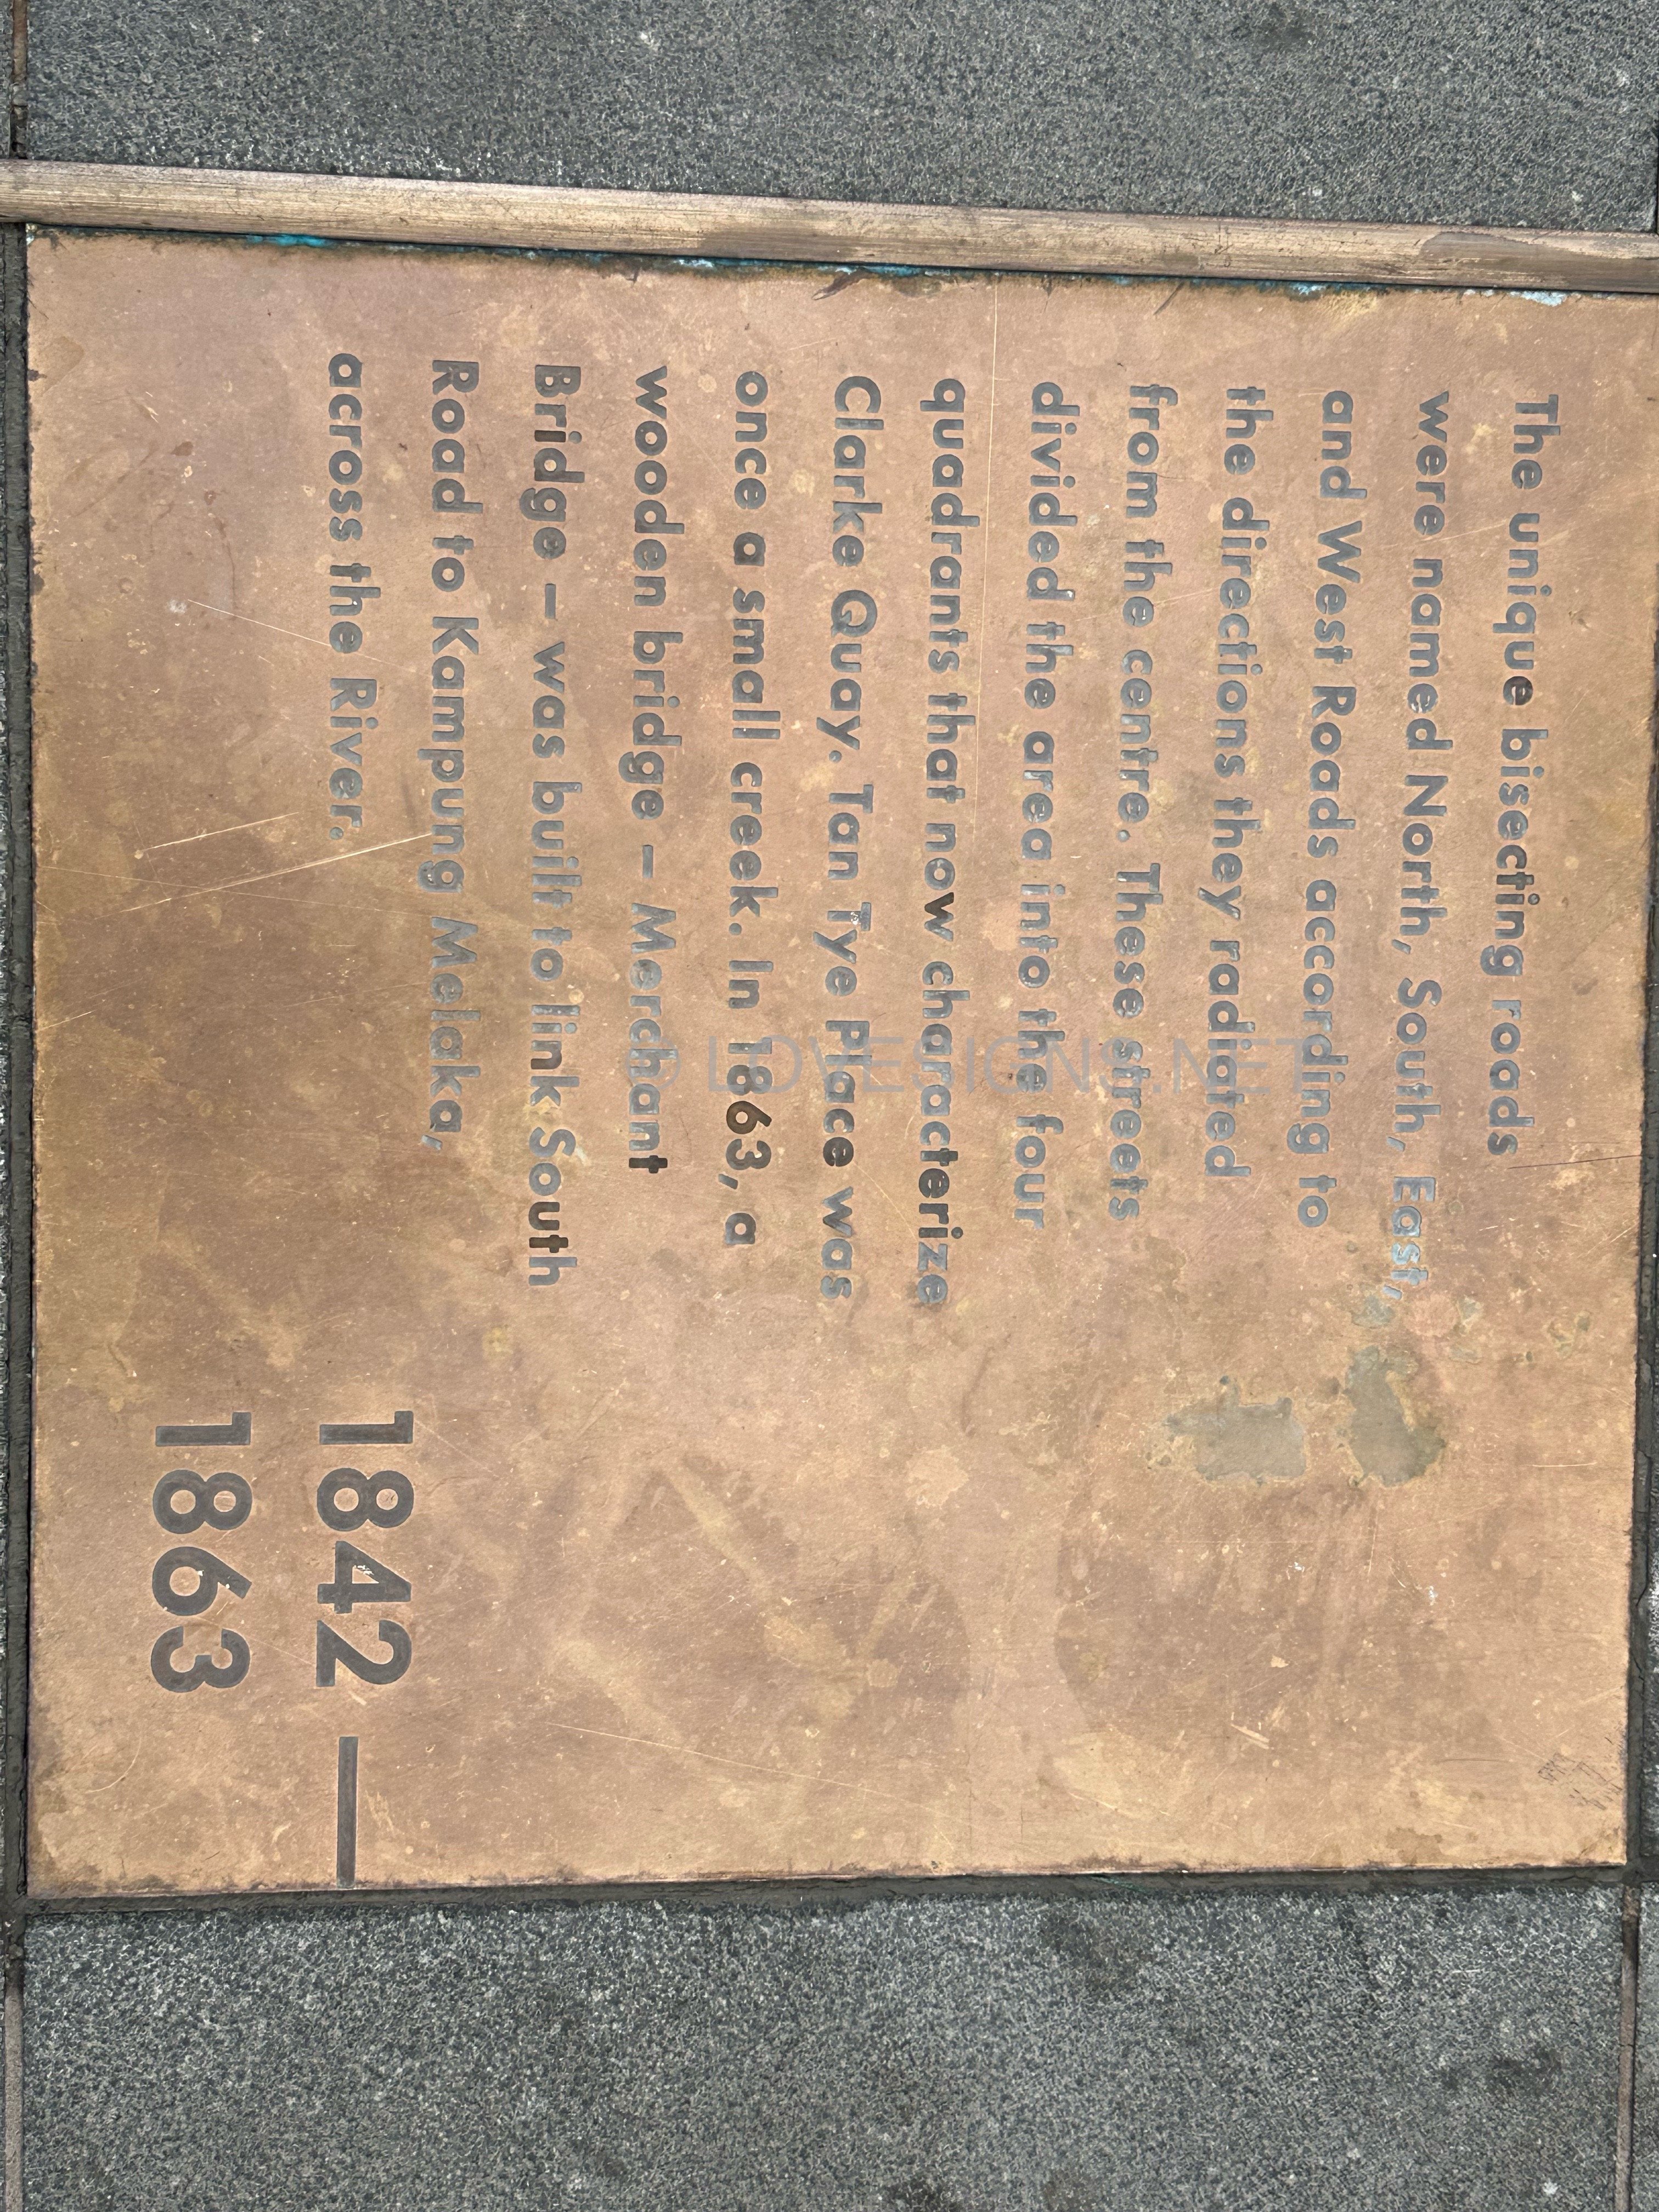 The unique bisecting roads
were named North, South, East,
and West Roads according to
the directions they radiated
from the centre. These streets
divided the area into the four
quadrants that now characterize
Clarke Quay. Tan Tye Place was
once a small creek. In 1863, a
wooden bridge – Merchant
Bridge – was built to link South
Road to Kampung Melaka,
across the River.
1842 —
1863
© LOVESIGNS.NET